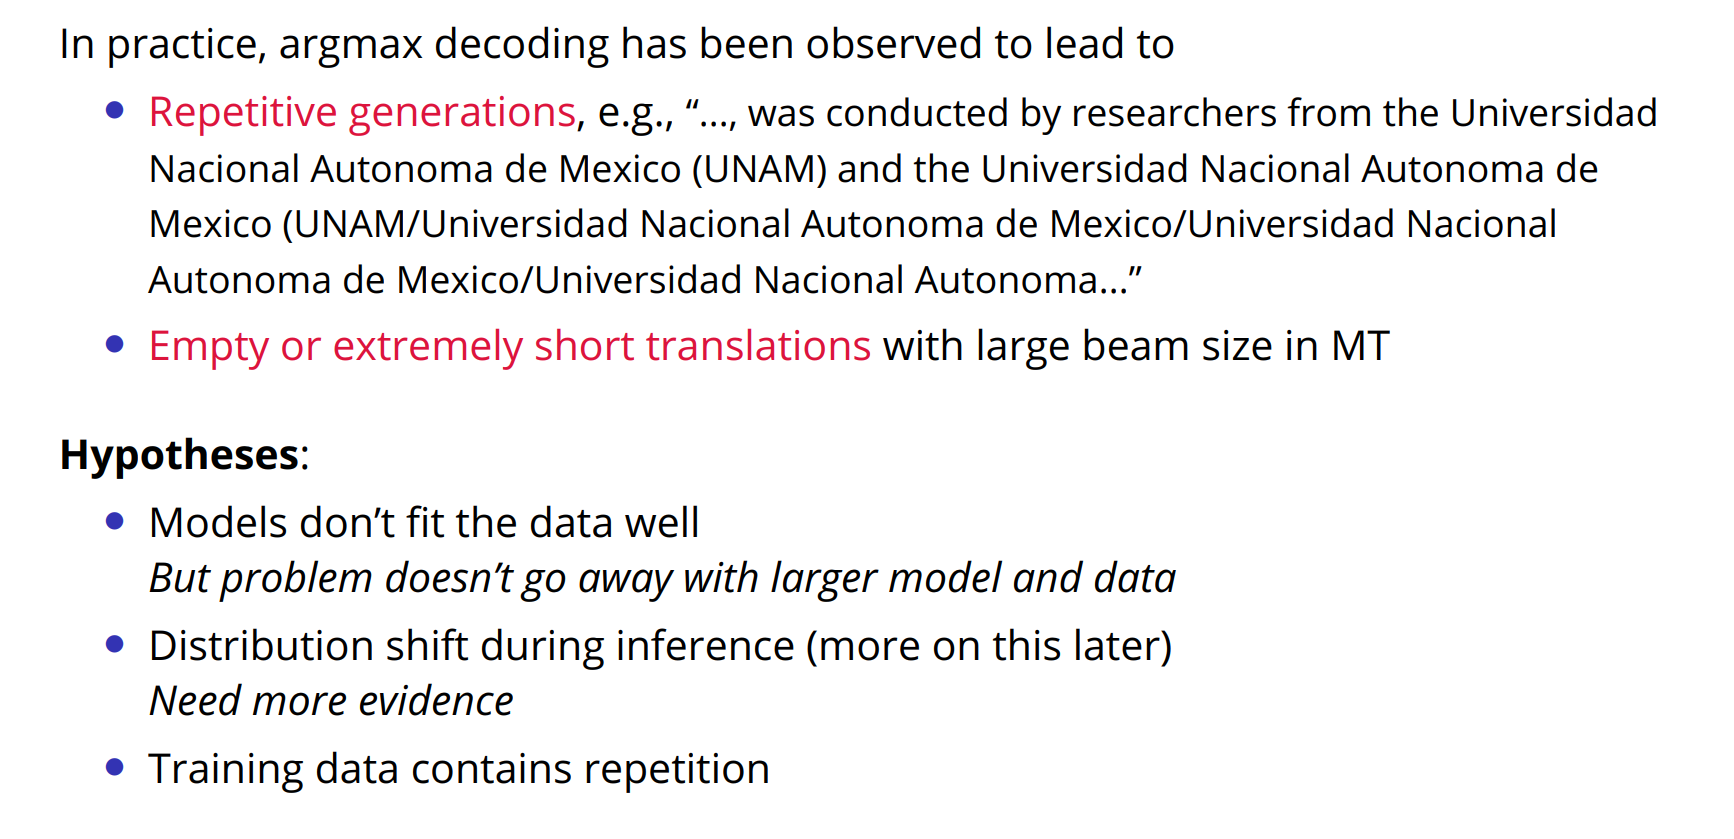 In practice, argmax decoding has been observed to lead to
● Repetitive generations, e.g., “..., was conducted by researchers from the Universidad
Nacional Autonoma de Mexico (UNAM) and the Universidad Nacional Autonoma de
Mexico (UNAM/Universidad Nacional Autonoma de Mexico/Universidad Nacional
Autonoma de Mexico/Universidad Nacional Autonoma...”
● Empty or extremely short translations with large beam size in MT
Hypotheses:
● Models don’t fit the data well
But problem doesn’t go away with larger model and data
● Distribution shift during inference (more on this later)
Need more evidence
● Training data contains repetition